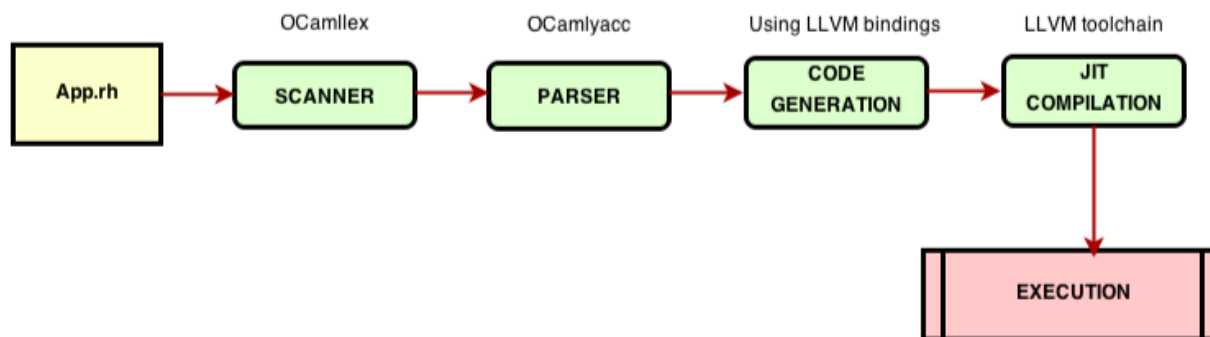 OCamllex
OCamlyacc
Using LLVM bindings
LLVM toolchain
App.rh
SCANNER
PARSER
CODE
GENERATION
JIT
COMPILATION
EXECUTION